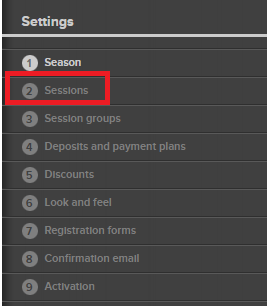 Settings
1 Season
2 Sessions
3 Session groups
4 Deposits and payment plans
5 Discounts
6 Look and feel
7 Registration forms
8 Confirmation email
9 Activation